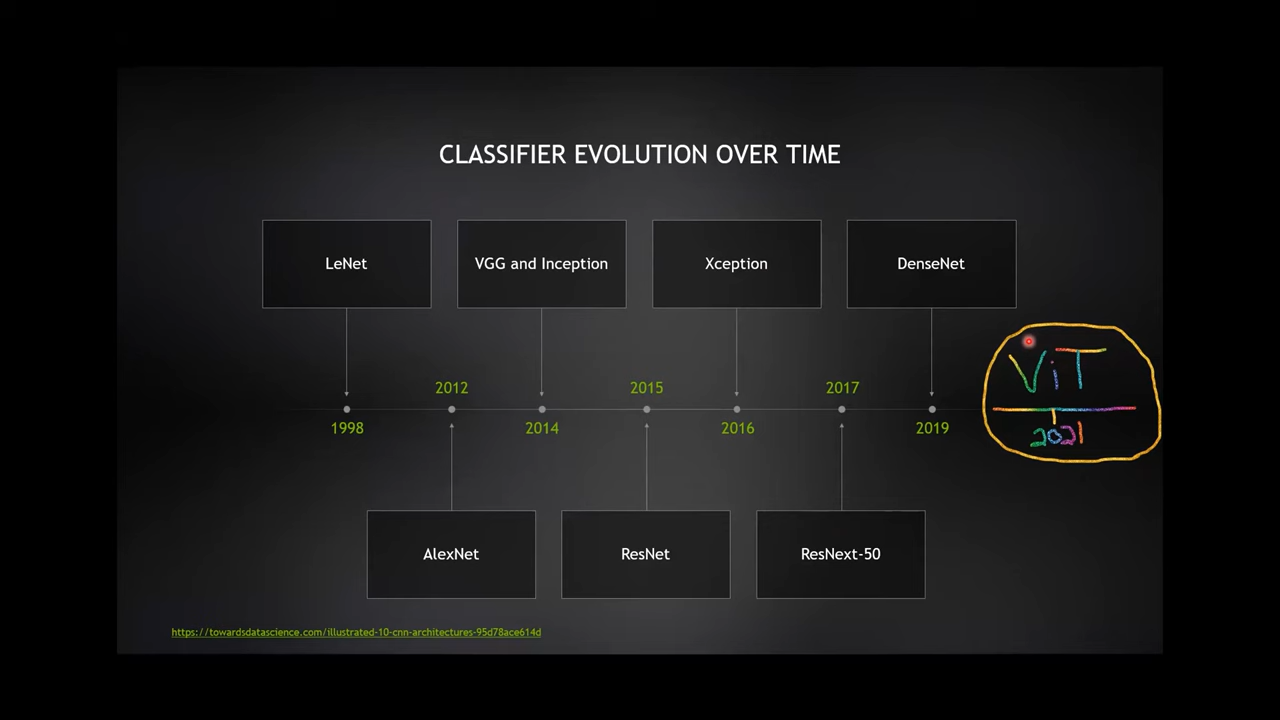 CLASSIFIER EVOLUTION OVER TIME
LeNet
VGG and Inception
Xception
DenseNet
ViT
2012
2015
2017
1998
2014
2016
2019
2021
AlexNet
ResNet
ResNext-50
https://towardsdatascience.com/illustrated-10-cnn-architectures-95d78ace614d